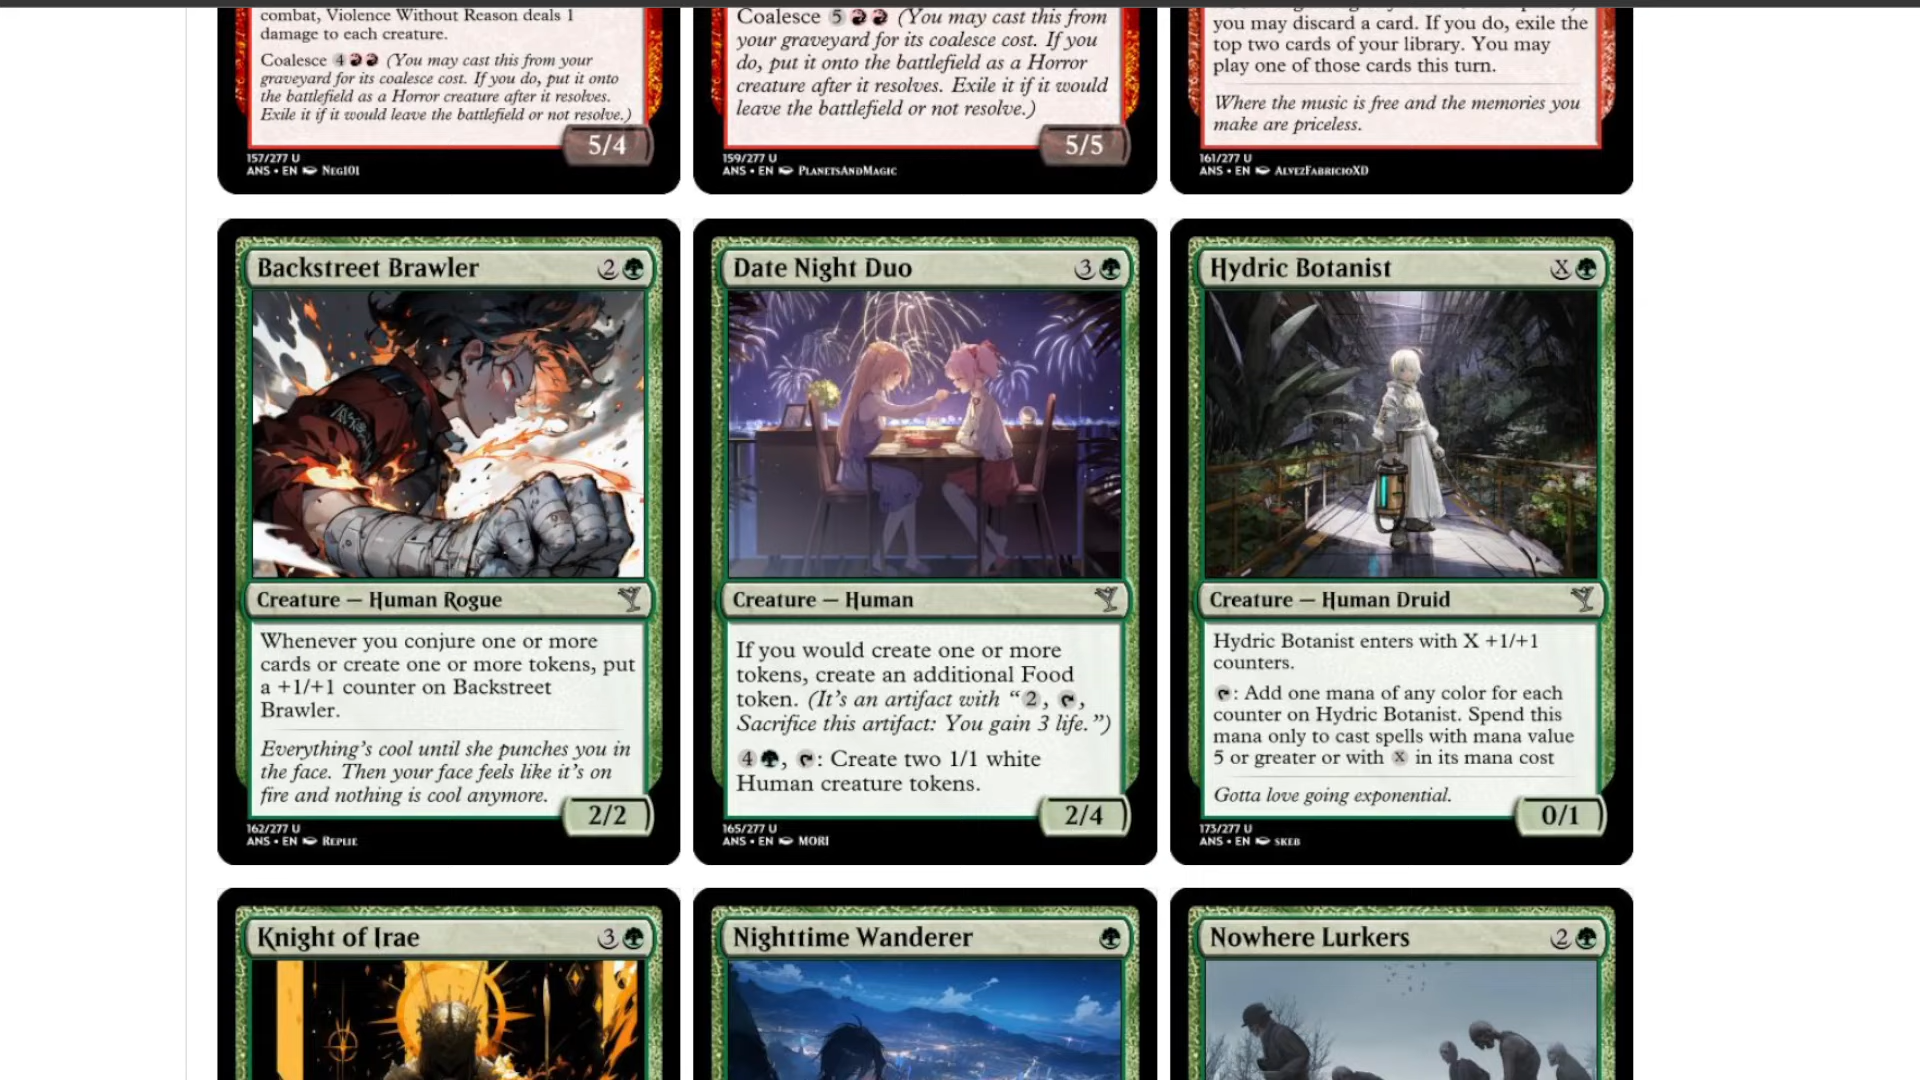 combat, Violence Without Reason deals 1
damage to each creature.
Coalesce 4 (You may cast this from your
graveyard for its coalesce cost. If you do, put it onto
the battlefield as a Horror creature after it resolves.
Exile it if it would leave the battlefield or not resolve.)
5/4
157/277 U
ANS • EN Neg101
Coalesce 5 (You may cast this from
your graveyard for its coalesce cost. If you
do, put it onto the battlefield as a Horror
creature after it resolves. Exile it if it would
leave the battlefield or not resolve.)
5/5
159/277 U
ANS • EN PlanetsAndMagic
you may discard a card. If you do, exile the
top two cards of your library. You may
play one of those cards this turn.
Where the music is free and the memories you
make are priceless.
161/277 U
ANS • EN AlvezFabricioXD
Backstreet Brawler 2
Creature — Human Rogue
Whenever you conjure one or more
cards or create one or more tokens, put
a +1/+1 counter on Backstreet
Brawler.
Everything's cool until she punches you in
the face. Then your face feels like it's on
fire and nothing is cool anymore.
2/2
162/277 U
ANS • EN Replie
Date Night Duo 3
Creature — Human
If you would create one or more
tokens, create an additional Food
token. (It's an artifact with “2, ,
Sacrifice this artifact: You gain 3 life.”)
4 , : Create two 1/1 white
Human creature tokens.
2/4
165/277 U
ANS • EN MORI
Hydric Botanist X
Creature — Human Druid
Hydric Botanist enters with X +1/+1
counters.
: Add one mana of any color for each
counter on Hydric Botanist. Spend this
mana only to cast spells with mana value
5 or greater or with X in its mana cost
Gotta love going exponential.
0/1
173/277 U
ANS • EN SKEB
Knight of Irae 3
Nighttime Wanderer
Nowhere Lurkers 2